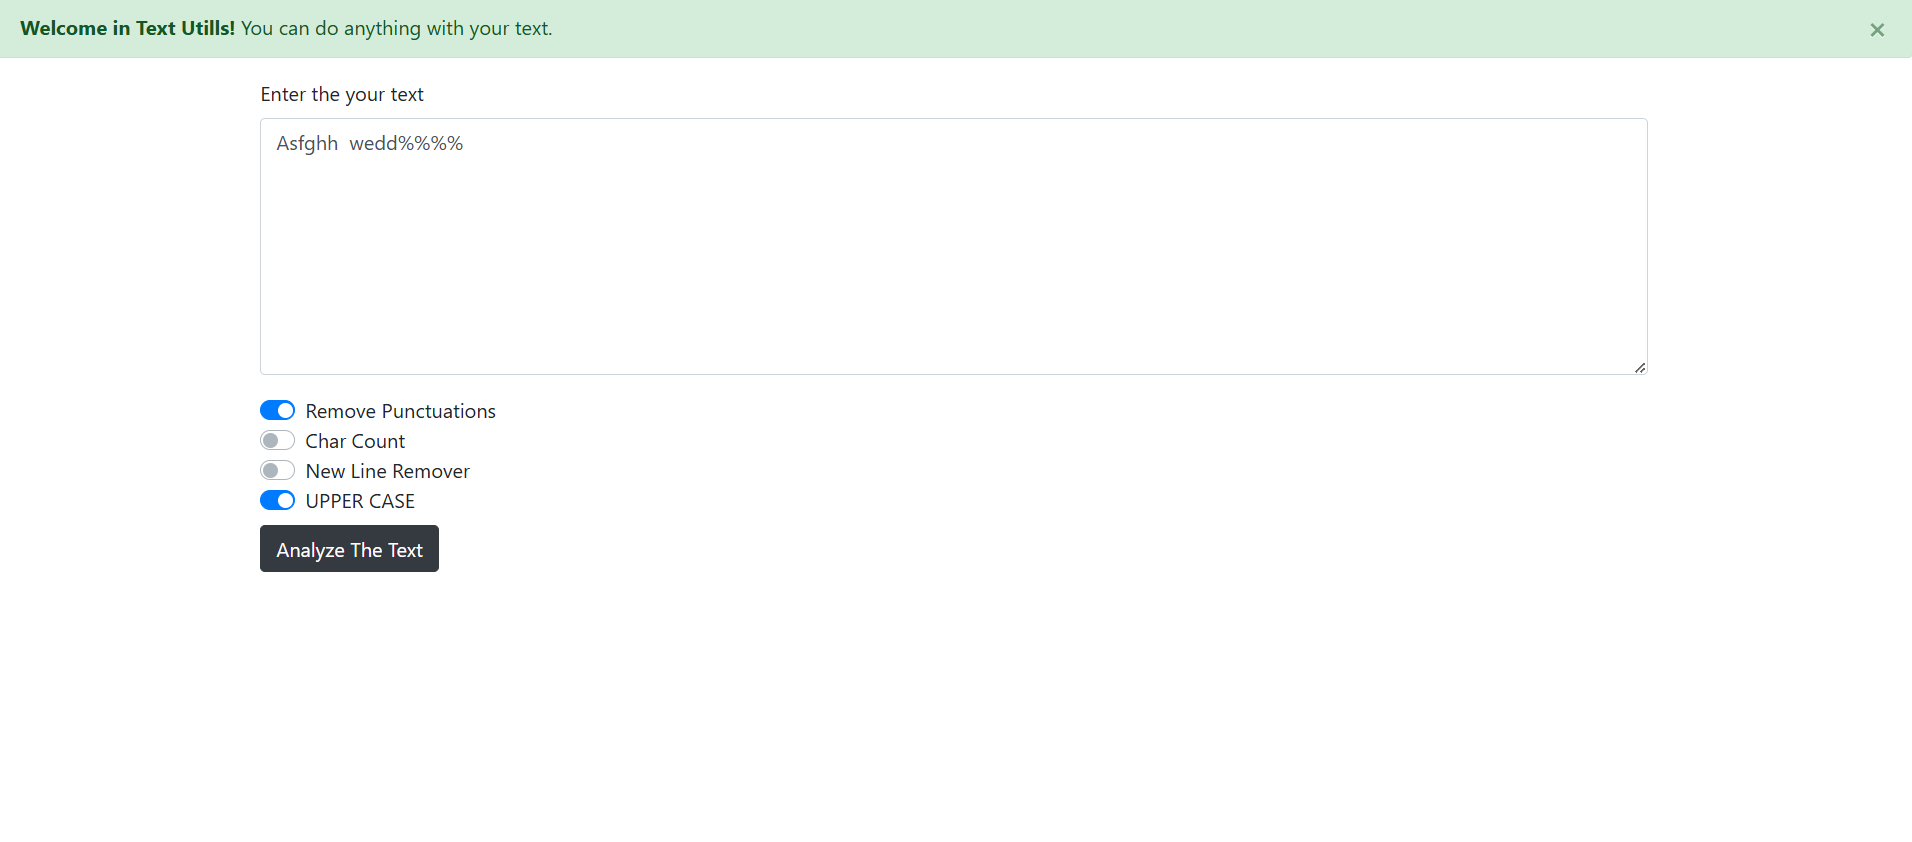 Welcome in Text Utills! You can do anything with your text.
×
Enter the your text
Asfghh  wedd%%%%
Remove Punctuations
Char Count
New Line Remover
UPPER CASE
Analyze The Text